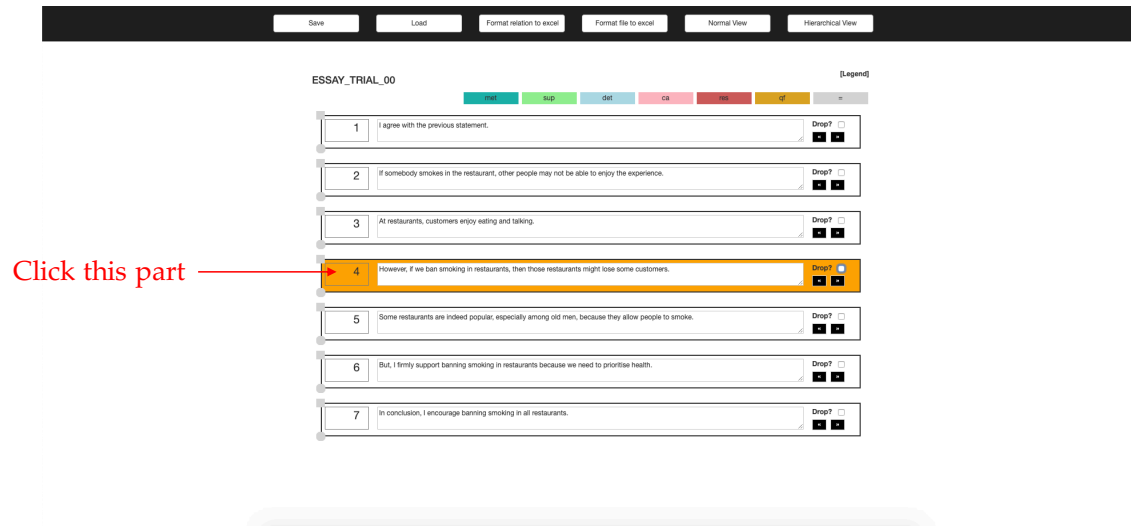 Save Load Format relation to excel Format file to excel Normal View Hierarchical View
[Legend]
ESSAY_TRIAL_00
met sup det ca res qf =
1 I agree with the previous statement. Drop?
« »
2 If somebody smokes in the restaurant, other people may not be able to enjoy the experience. Drop?
« »
3 At restaurants, customers enjoy eating and talking. Drop?
« »
Click this part 4 However, if we ban smoking in restaurants, then those restaurants might lose some customers. Drop?
« »
5 Some restaurants are indeed popular, especially among old men, because they allow people to smoke. Drop?
« »
6 But, I firmly support banning smoking in restaurants because we need to prioritise health. Drop?
« »
7 In conclusion, I encourage banning smoking in all restaurants. Drop?
« »